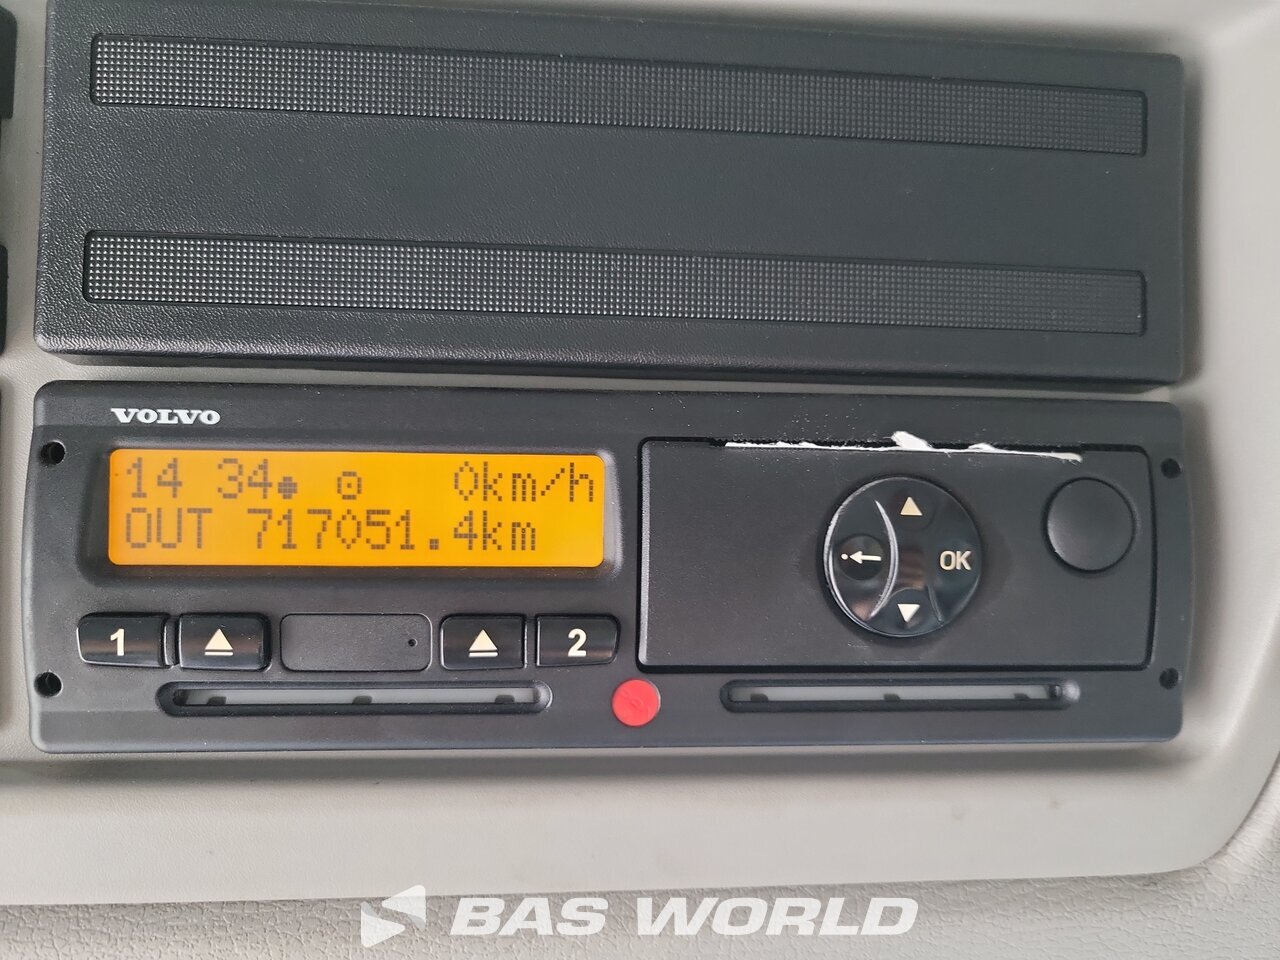 VOLVO
14 34 0km/h
OUT 717051.4km
1 2
OK
BAS WORLD